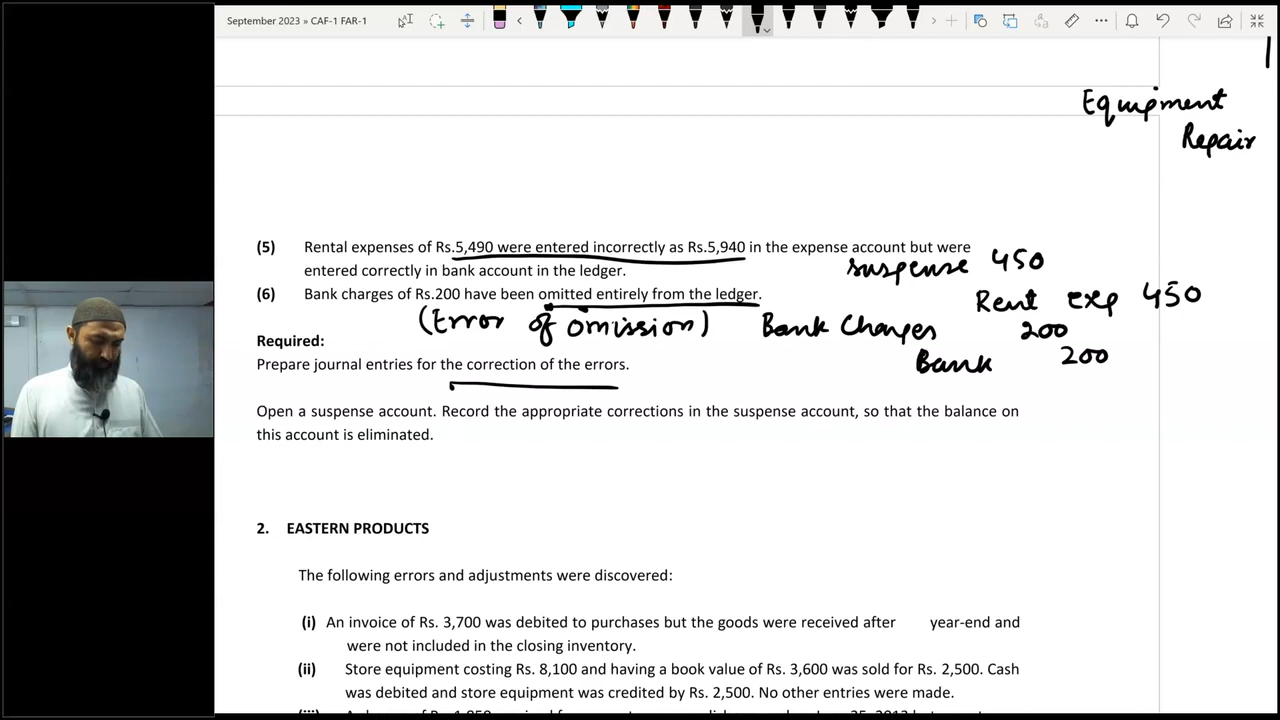 September 2023 » CAF-1 FAR-1
Equipment
Repair
(5) Rental expenses of Rs.5,490 were entered incorrectly as Rs.5,940 in the expense account but were
entered correctly in bank account in the ledger.
suspense 450
(6) Bank charges of Rs.200 have been omitted entirely from the ledger.
Rent exp 450
(Error of omission) Bank Charges 200
Bank 200
Required:
Prepare journal entries for the correction of the errors.
Open a suspense account. Record the appropriate corrections in the suspense account, so that the balance on
this account is eliminated.
2. EASTERN PRODUCTS
The following errors and adjustments were discovered:
(i) An invoice of Rs. 3,700 was debited to purchases but the goods were received after year-end and
were not included in the closing inventory.
(ii) Store equipment costing Rs. 8,100 and having a book value of Rs. 3,600 was sold for Rs. 2,500. Cash
was debited and store equipment was credited by Rs. 2,500. No other entries were made.